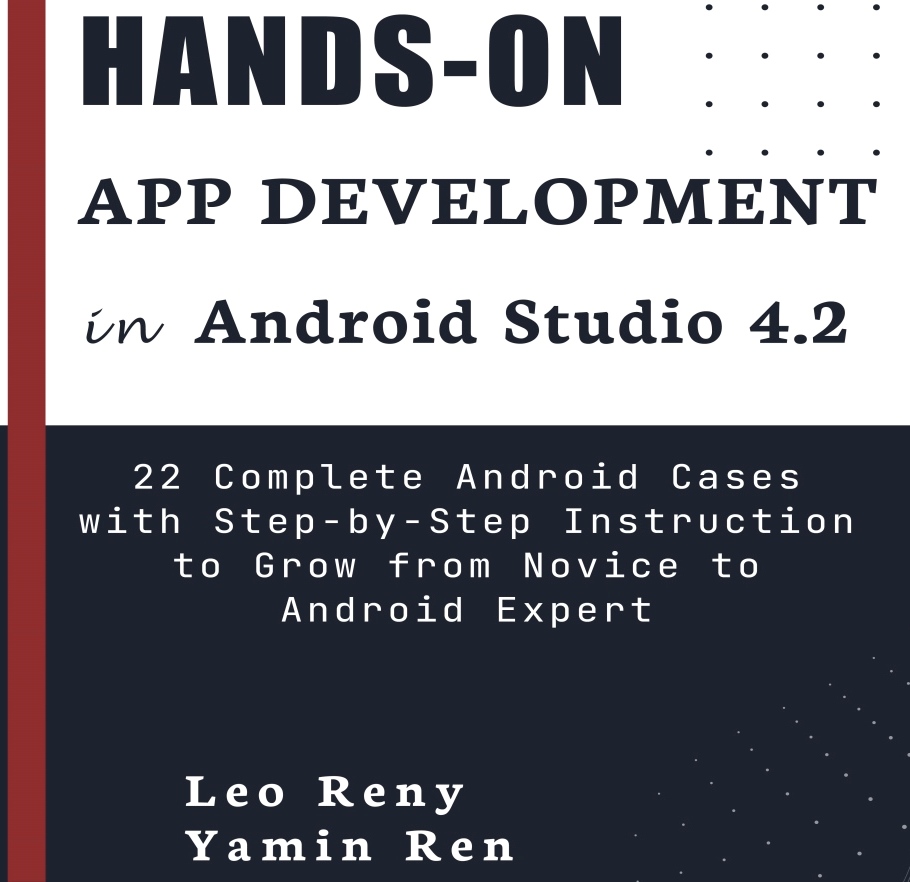 HANDS-ON
APP DEVELOPMENT
in Android Studio 4.2
22 Complete Android Cases
with Step-by-Step Instruction
to Grow from Novice to
Android Expert
Leo Reny
Yamin Ren